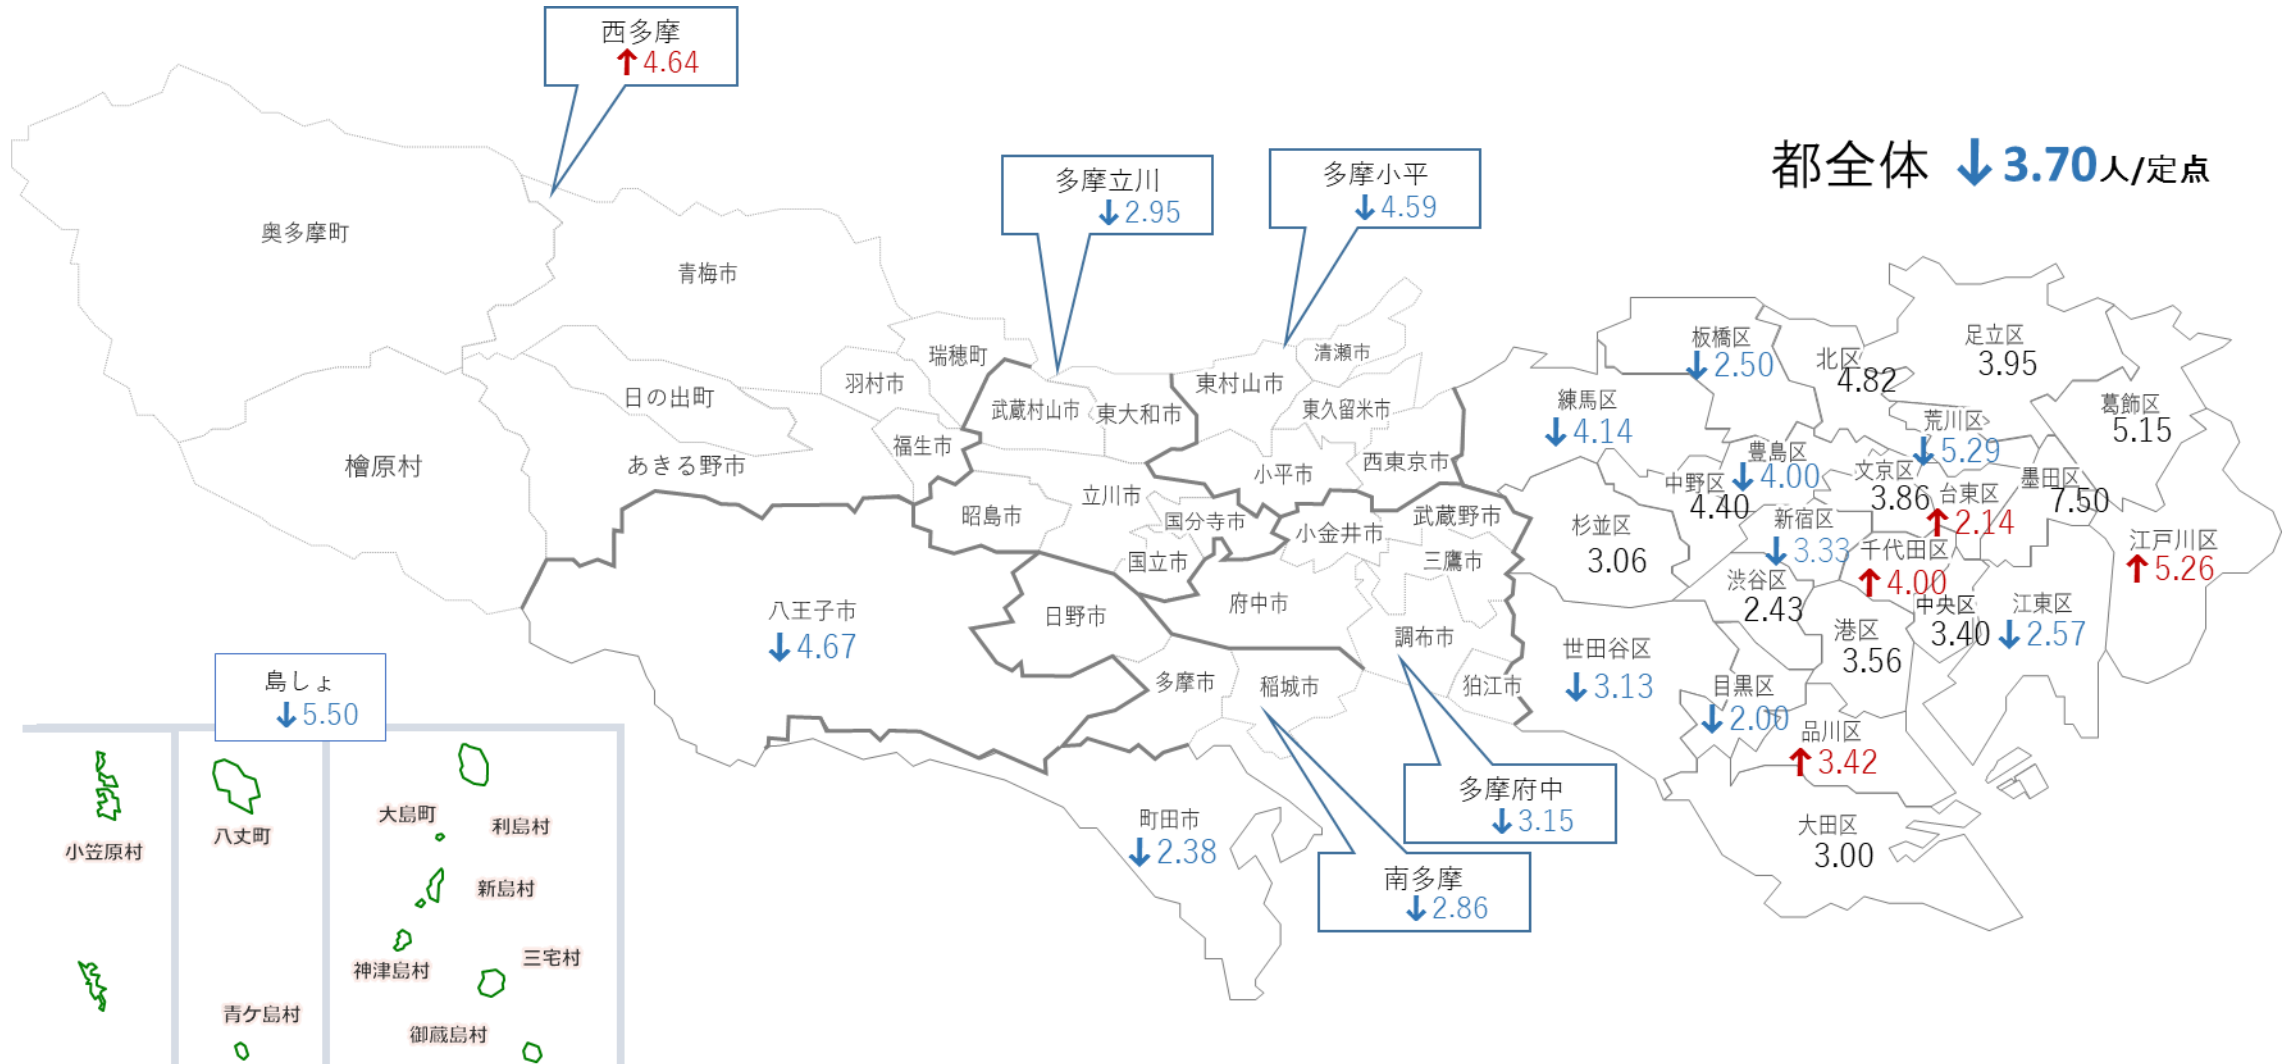 西多摩
↑4.64
多摩立川
↓2.95
多摩小平
↓4.59
都全体 ↓3.70人/定点
奥多摩町
青梅市
瑞穂町
羽村市
日の出町
福生市
あきる野市
檜原村
武蔵村山市
東大和市
東村山市
清瀬市
東久留米市
小平市
西東京市
立川市
昭島市
国分寺市
国立市
小金井市
武蔵野市
三鷹市
府中市
調布市
狛江市
日野市
多摩市
稲城市
八王子市
↓4.67
町田市
↓2.38
多摩府中
↓3.15
南多摩
↓2.86
板橋区
↓2.50
北区
4.82
足立区
3.95
葛飾区
5.15
練馬区
↓4.14
荒川区
↓5.29
豊島区
↓4.00
文京区
3.86
台東区
↑2.14
墨田区
7.50
中野区
4.40
杉並区
3.06
新宿区
↓3.33
千代田区
↑4.00
江戸川区
↑5.26
渋谷区
2.43
中央区
3.40
江東区
↓2.57
港区
3.56
世田谷区
↓3.13
目黒区
↓2.00
品川区
↑3.42
大田区
3.00
島しょ
↓5.50
小笠原村
八丈町
青ケ島村
大島町
利島村
新島村
神津島村
三宅村
御蔵島村